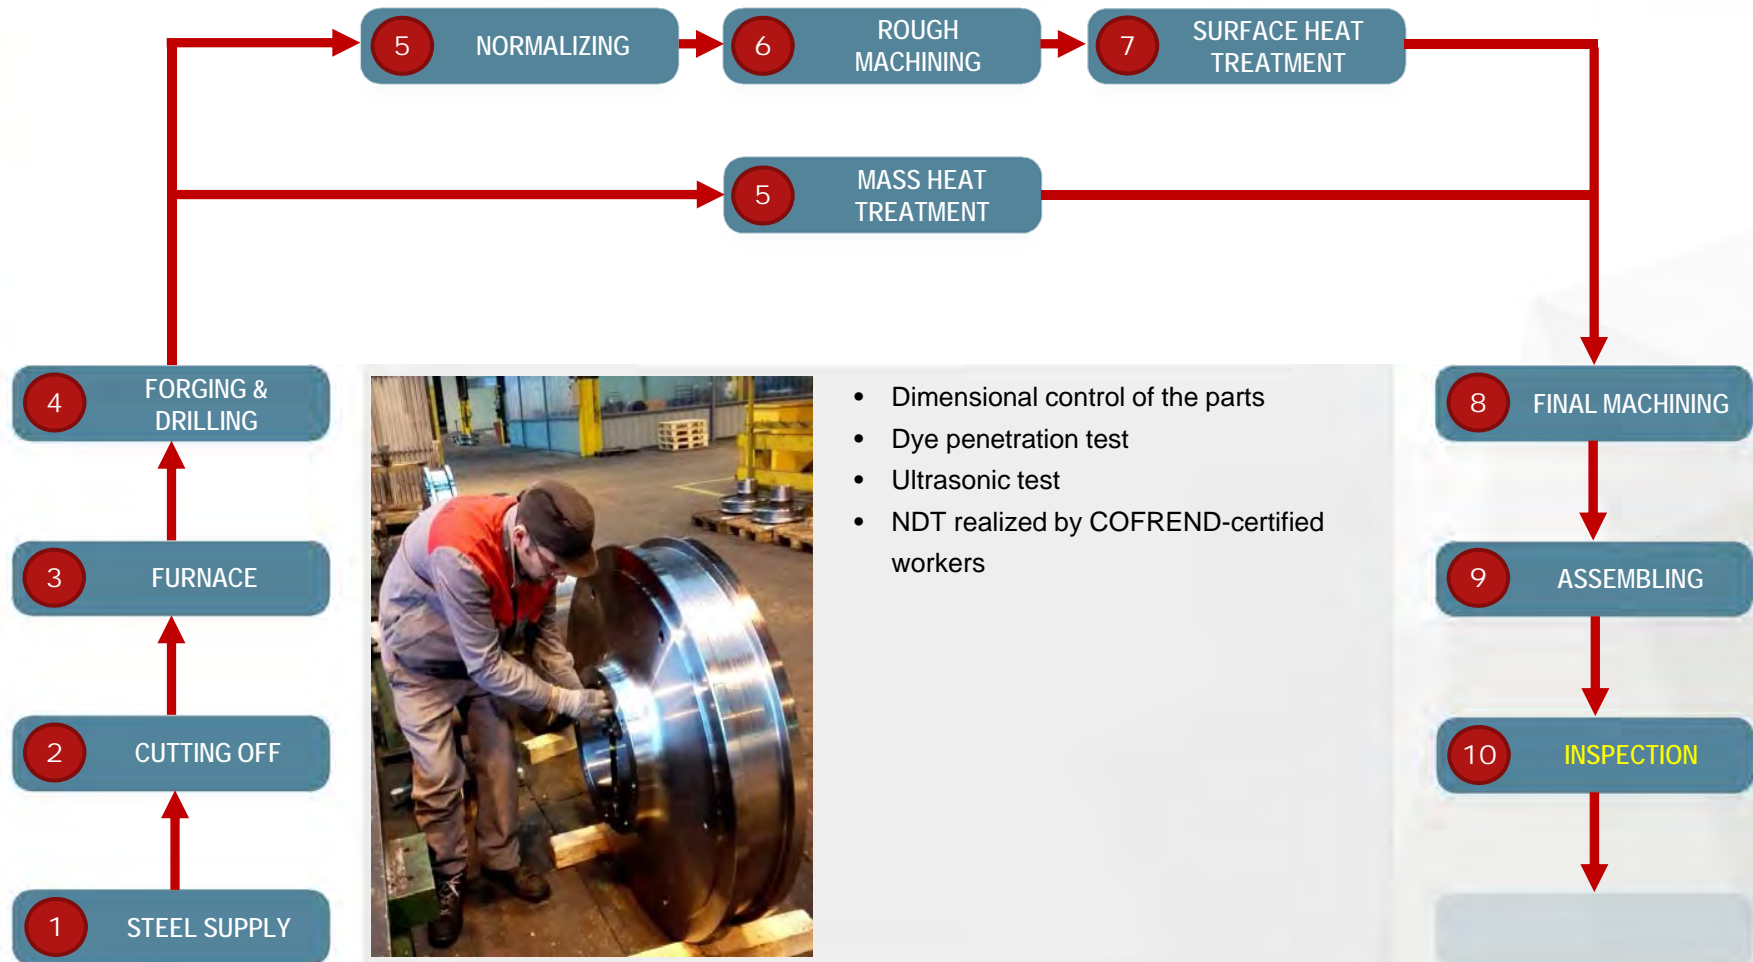 5 NORMALIZING
6 ROUGH
MACHINING
7 SURFACE HEAT
TREATMENT
5 MASS HEAT
TREATMENT
4 FORGING &
DRILLING
3 FURNACE
2 CUTTING OFF
1 STEEL SUPPLY
• Dimensional control of the parts
• Dye penetration test
• Ultrasonic test
• NDT realized by COFREND-certified
workers
8 FINAL MACHINING
9 ASSEMBLING
10 INSPECTION